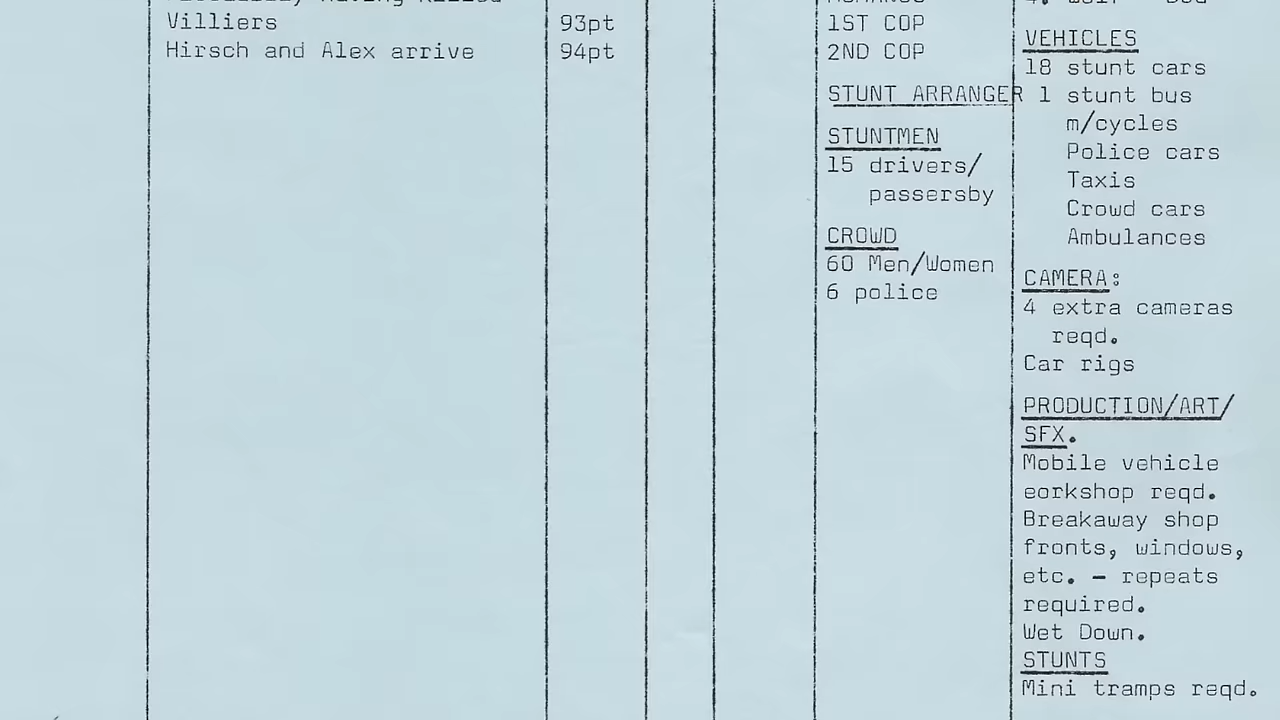 Villiers
93pt
Hirsch and Alex arrive
94pt
1ST COP
2ND COP
STUNT ARRANGER
STUNTMEN
15 drivers/
passersby
CROWD
60 Men/Women
6 police
VEHICLES
18 stunt cars
1 stunt bus
m/cycles
Police cars
Taxis
Crowd cars
Ambulances
CAMERA:
4 extra cameras
reqd.
Car rigs
PRODUCTION/ART/
SFX.
Mobile vehicle
eorkshop reqd.
Breakaway shop
fronts, windows,
etc. - repeats
required.
Wet Down.
STUNTS
Mini tramps reqd.